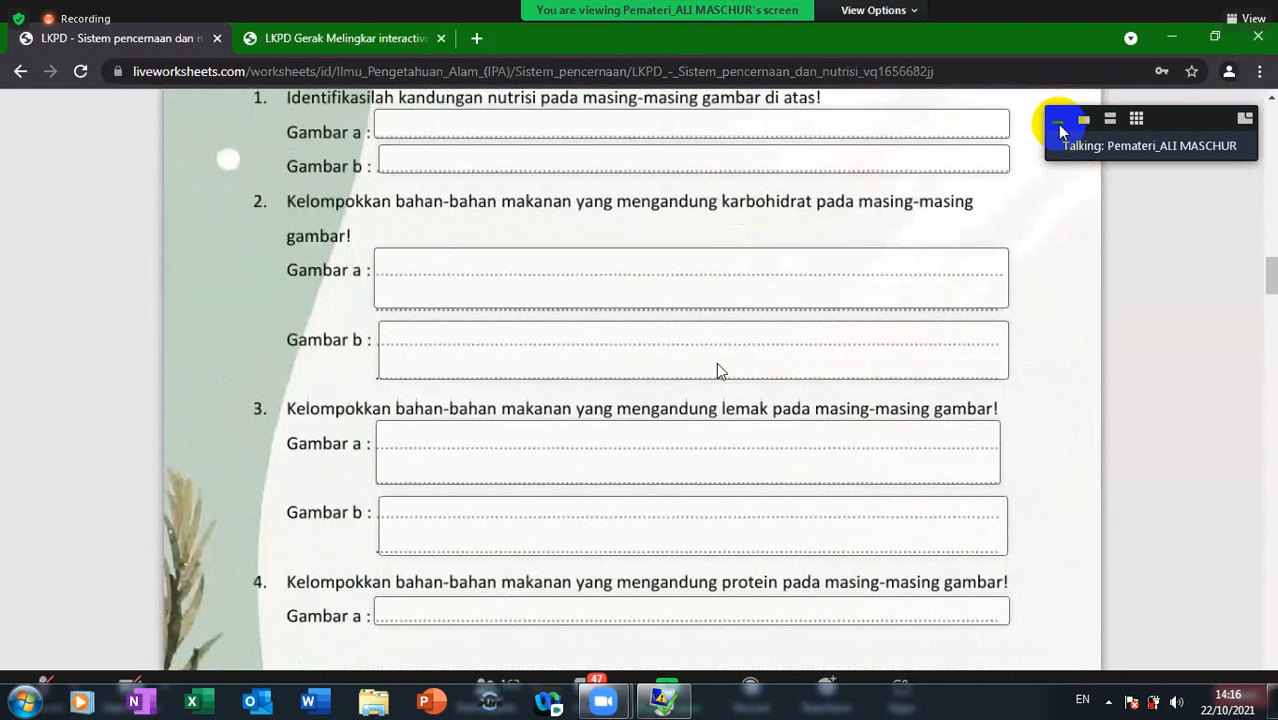 Recording
You are viewing Pemateri_ALI MASCHUR's screen
View Options
View
LKPD - Sistem pencernaan dan n
LKPD Gerak Melingkar interactive
liveworksheets.com/worksheets/id/Ilmu_Pengetahuan_Alam_(IPA)/Sistem_pencernaan/LKPD_-_Sistem_pencernaan_dan_nutrisi_vq1656682jj
Talking: Pemateri_ALI MASCHUR
1. Identifikasilah kandungan nutrisi pada masing-masing gambar di atas!
Gambar a :
Gambar b :
2. Kelompokkan bahan-bahan makanan yang mengandung karbohidrat pada masing-masing
gambar!
Gambar a :
Gambar b :
3. Kelompokkan bahan-bahan makanan yang mengandung lemak pada masing-masing gambar!
Gambar a :
Gambar b :
4. Kelompokkan bahan-bahan makanan yang mengandung protein pada masing-masing gambar!
Gambar a :
47
EN
14:16
22/10/2021